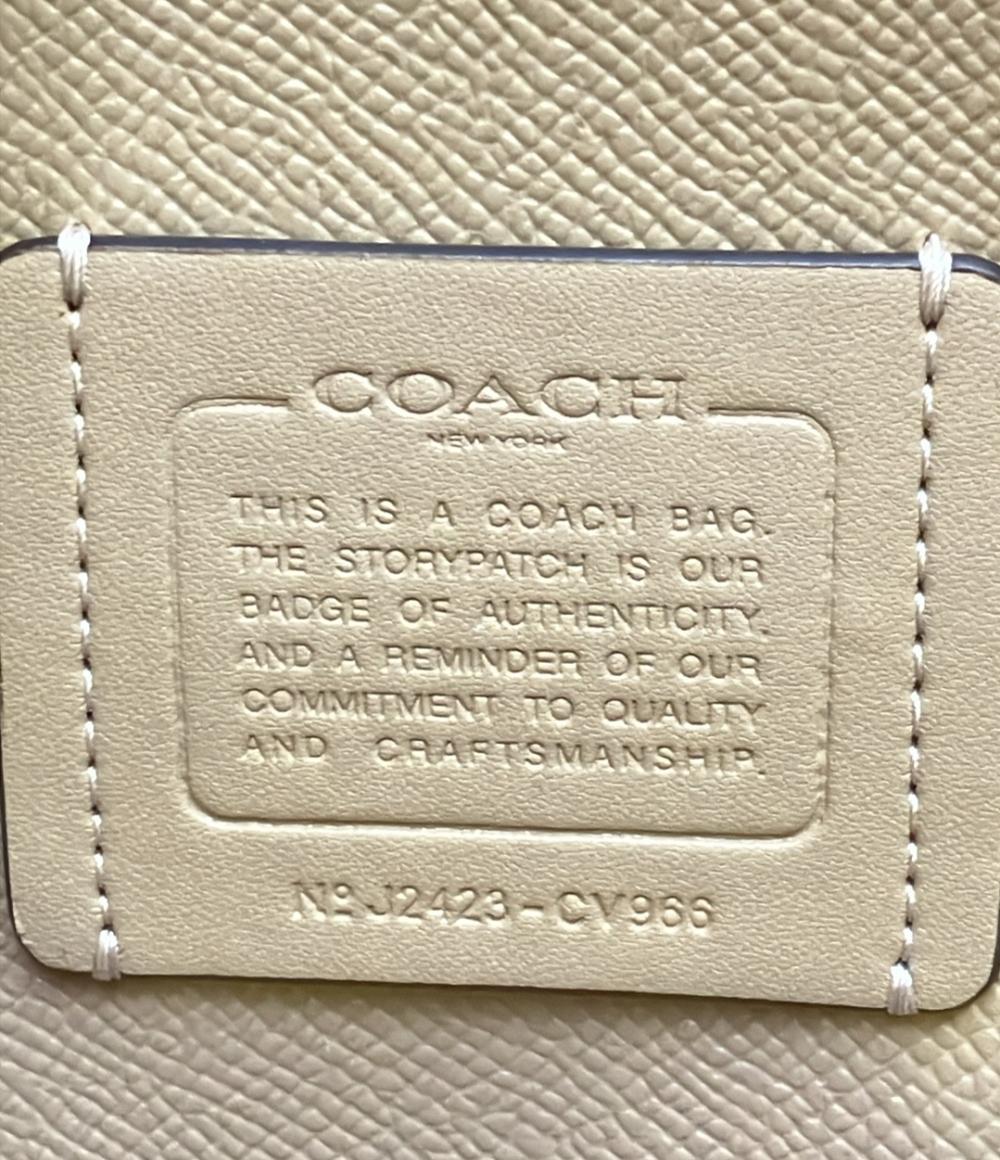 COACH
NEW YORK
THIS IS A COACH BAG.
THE STORYPATCH IS OUR
BADGE OF AUTHENTICITY,
AND A REMINDER OF OUR
COMMITMENT TO QUALITY
AND CRAFTSMANSHIP.
Nº J2423-CV966